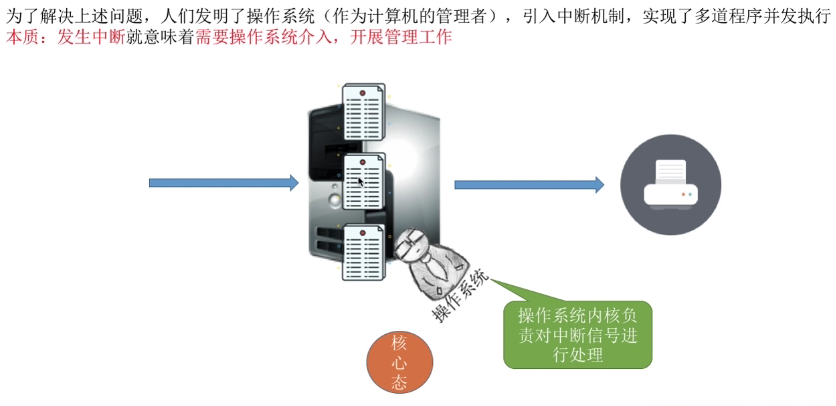 为了解决上述问题，人们发明了操作系统（作为计算机的管理者），引入中断机制，实现了多道程序并发执行
本质：发生中断就意味着需要操作系统介入，开展管理工作
操作系统
操作系统内核负
责对中断信号进
行处理
核
心
态